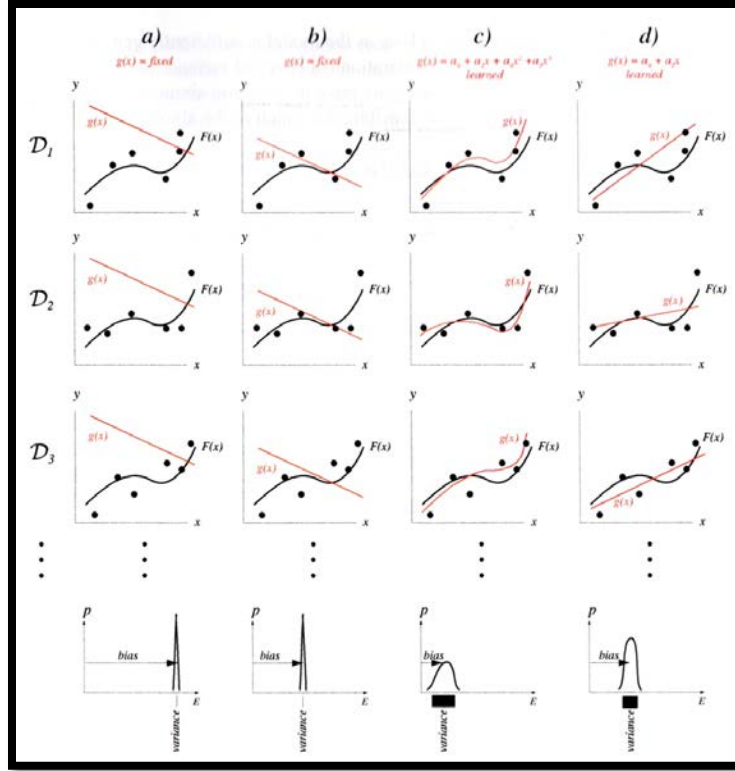 a) b) c) d)
g(x) = fixed g(x) = fixed g(x) = a₀ + a₁x + a₂x² + a₃x³ g(x) = a₀ + a₁x
learned learned
y y y y
D₁ g(x) F(x) g(x) F(x) g(x) F(x) g(x) F(x)
x x x x
y y y y
D₂ g(x) F(x) g(x) F(x) g(x) F(x) g(x) F(x)
x x x x
y y y y
D₃ g(x) F(x) g(x) F(x) g(x) F(x) g(x) F(x)
x x x x
p p p p
bias bias bias bias
E E E E
variance variance variance variance